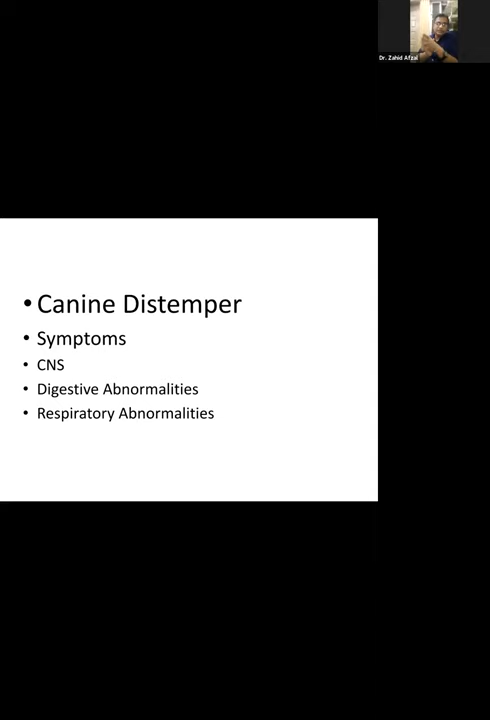 Dr. Zahid Afzal
• Canine Distemper
• Symptoms
• CNS
• Digestive Abnormalities
• Respiratory Abnormalities